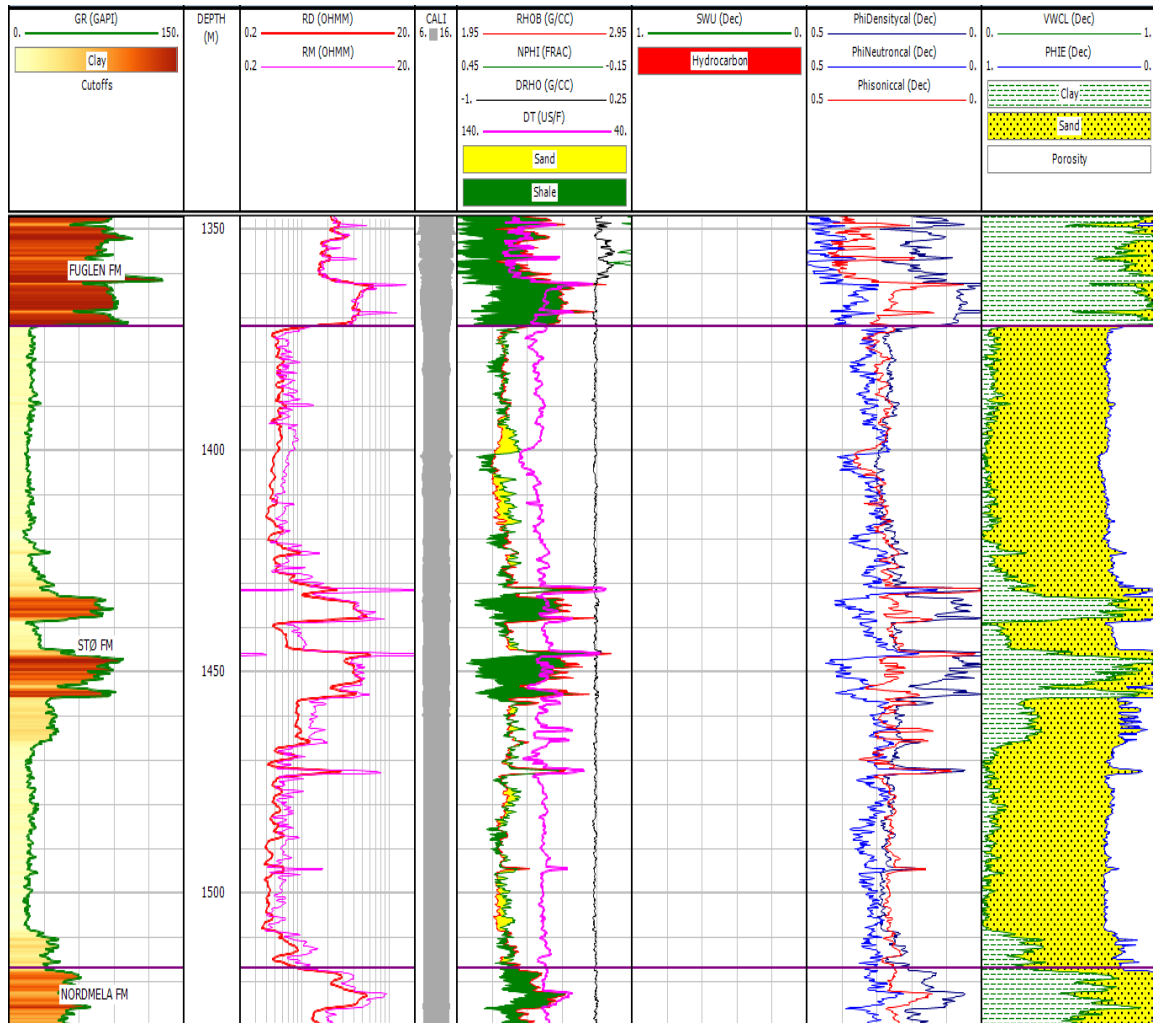 GR (GAPI)
0. 150.
Clay
Cutoffs
DEPTH
(M)
RD (OHMM)
0.2 20.
RM (OHMM)
0.2 20.
CALI
6. 16.
RHOB (G/CC)
1.95 2.95
NPHI (FRAC)
0.45 -0.15
DRHO (G/CC)
-1. 0.25
DT (US/F)
140. 40.
Sand
Shale
SWU (Dec)
1. 0.
Hydrocarbon
PhiDensitycal (Dec)
0.5 0.
PhiNeutroncal (Dec)
0.5 0.
Phisoniccal (Dec)
0.5 0.
VWCL (Dec)
0. 1.
PHIE (Dec)
1. 0.
Clay
Sand
Porosity
1350
FUGLEN FM
1400
STØ FM
1450
1500
NORDMELA FM